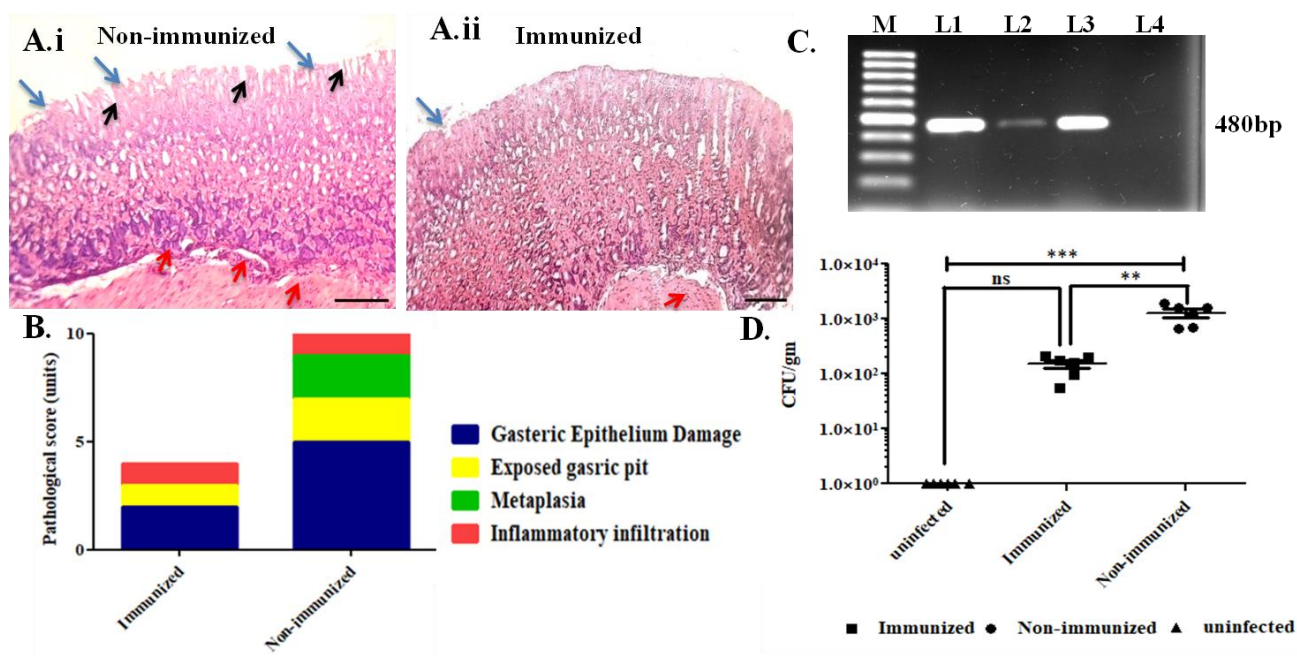 A.i Non-immunized
A.ii Immunized
C.
M L1 L2 L3 L4
480bp
B.
Pathological score (units)
10
5
0
Immunized
Non-immunized
Gasteric Epithelium Damage
Exposed gasric pit
Metaplasia
Inflammatory infiltration
D.
CFU/gm
1.0×10⁴
1.0×10³
1.0×10²
1.0×10¹
1.0×10⁰
***
ns
**
uninfected
Immunized
Non-immunized
Immunized Non-immunized uninfected